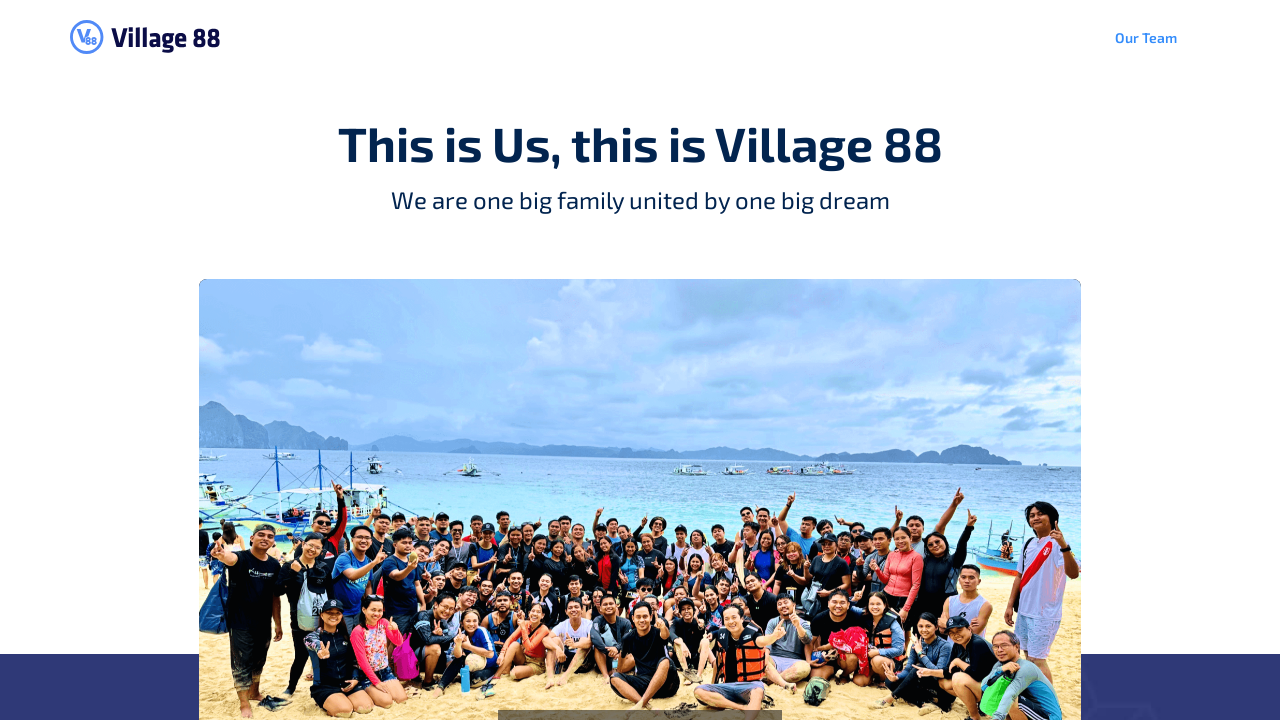 Village 88
Our Team
This is Us, this is Village 88
We are one big family united by one big dream